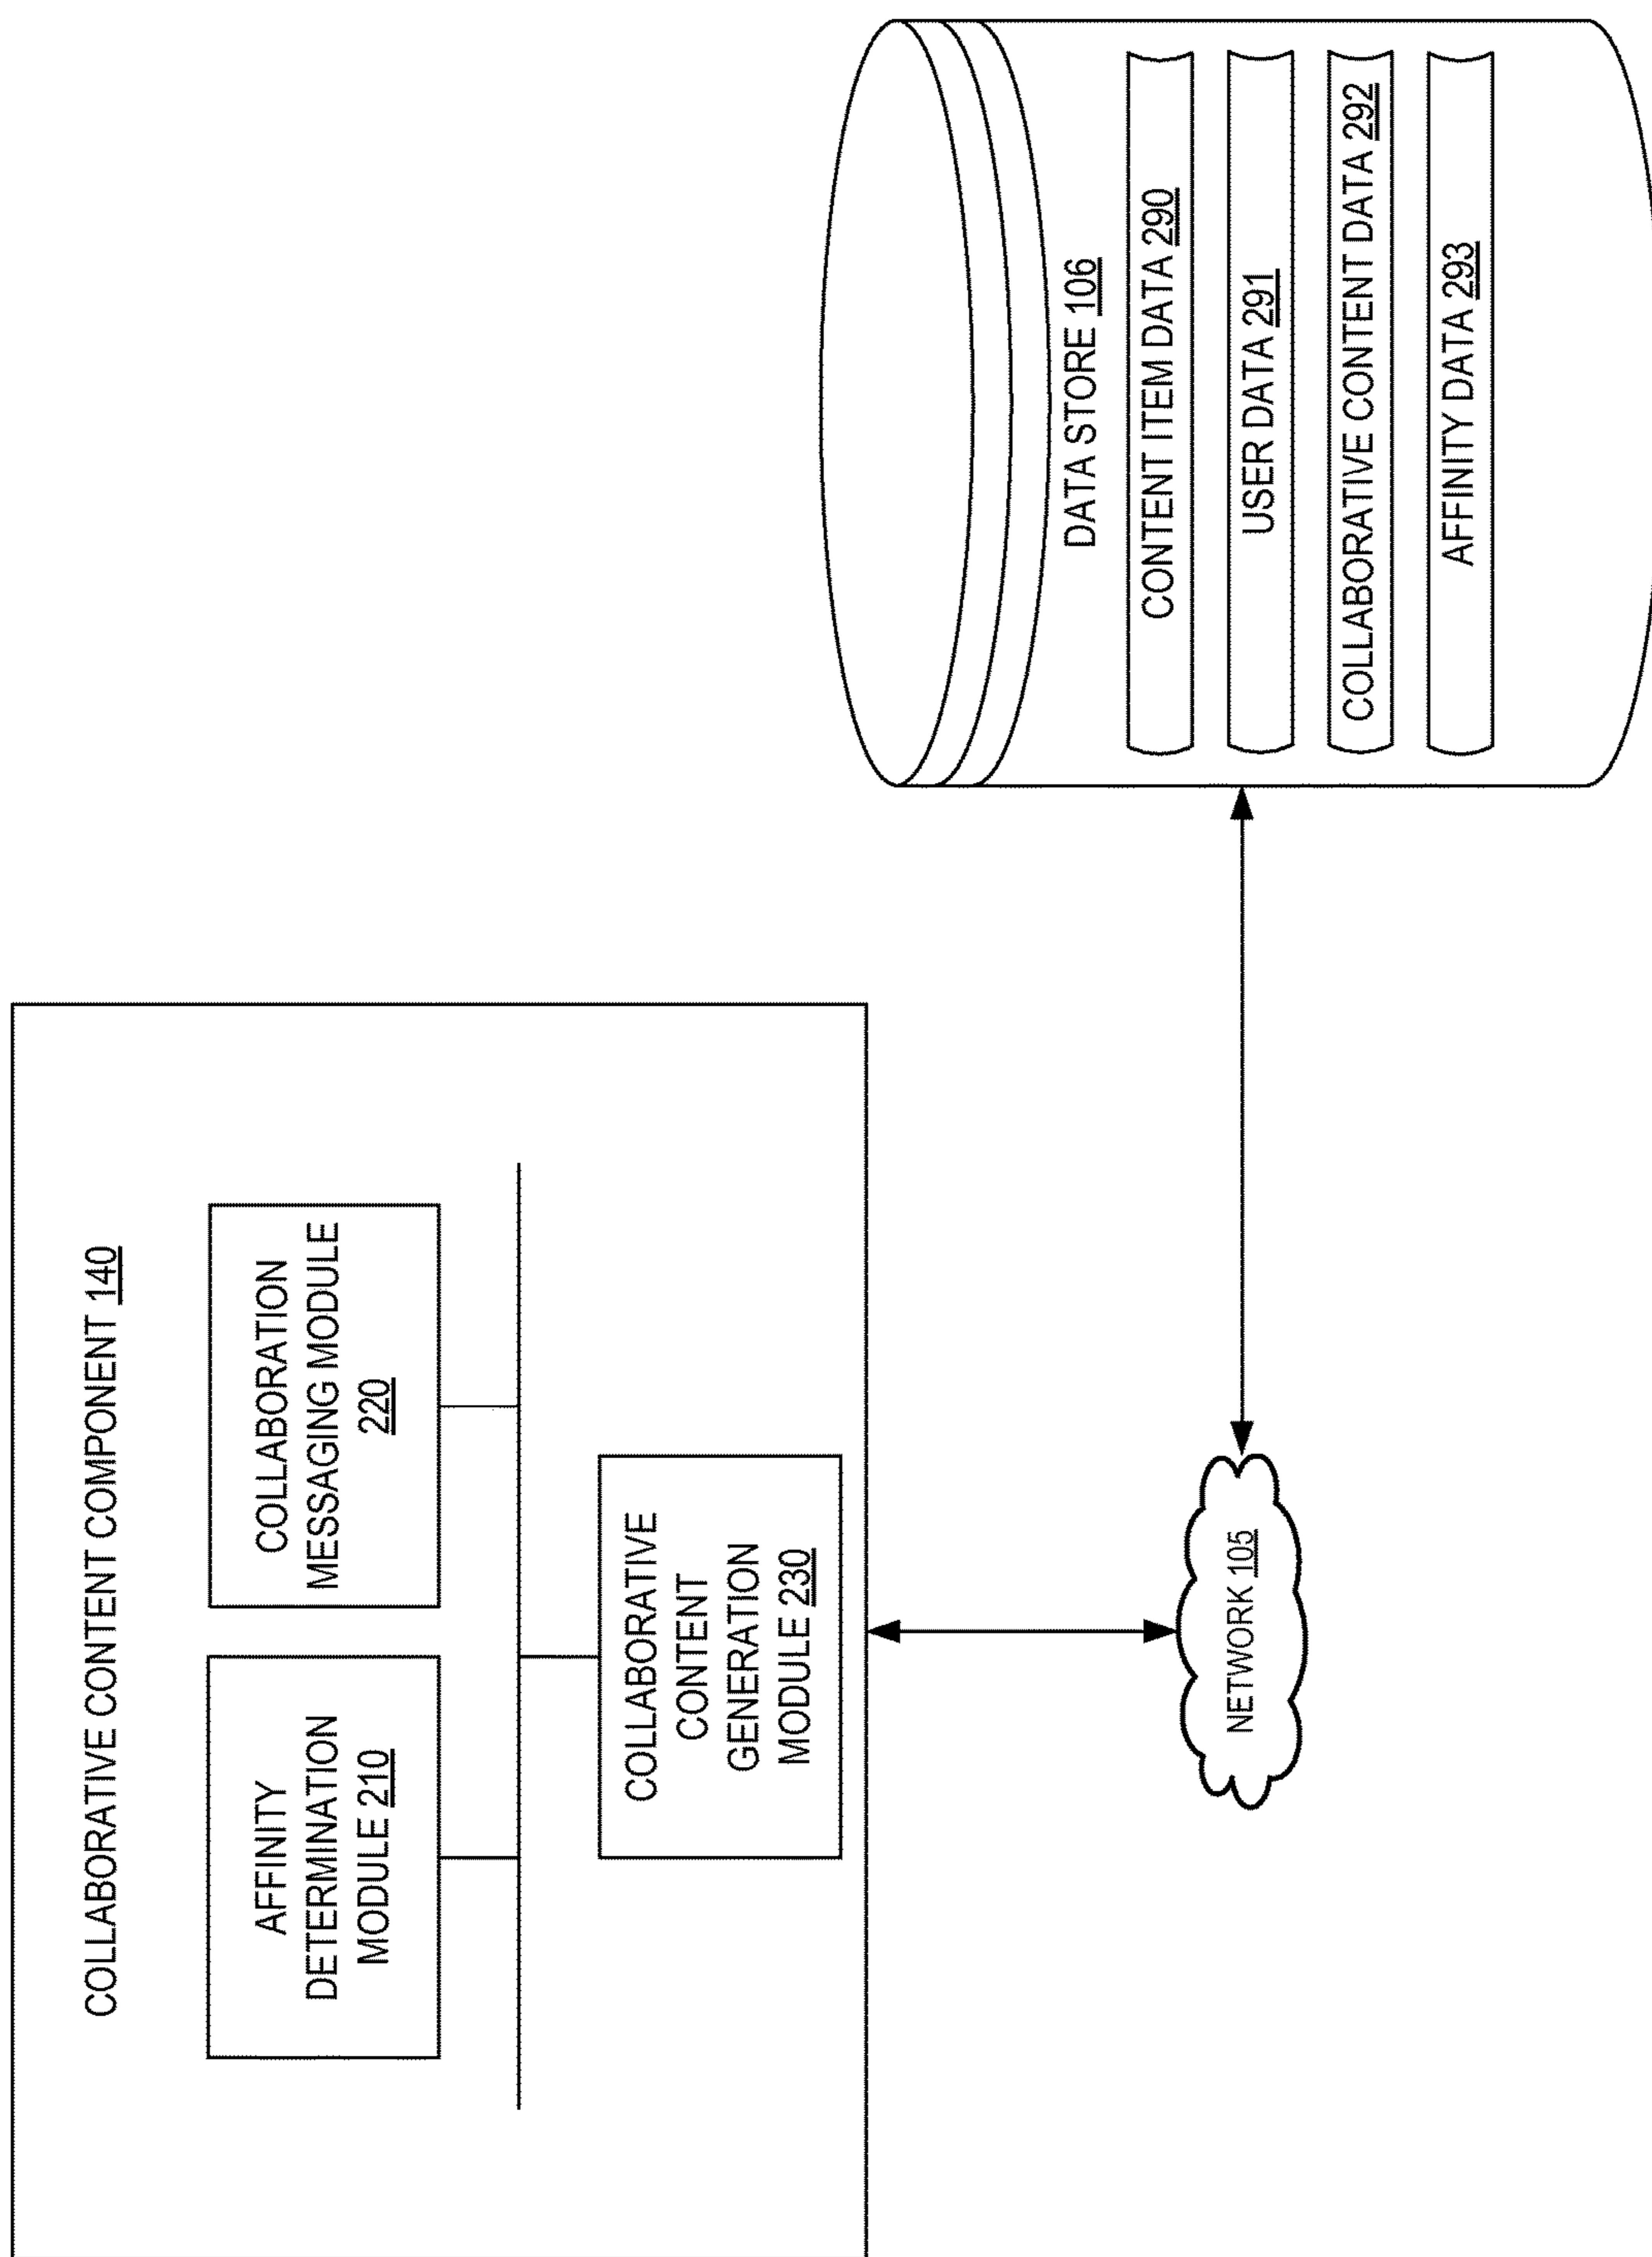 COLLABORATIVE CONTENT COMPONENT 140
AFFINITY
DETERMINATION
MODULE 210
COLLABORATION
MESSAGING MODULE
220
COLLABORATIVE
CONTENT
GENERATION
MODULE 230
NETWORK 105
DATA STORE 106
CONTENT ITEM DATA 290
USER DATA 291
COLLABORATIVE CONTENT DATA 292
AFFINITY DATA 293